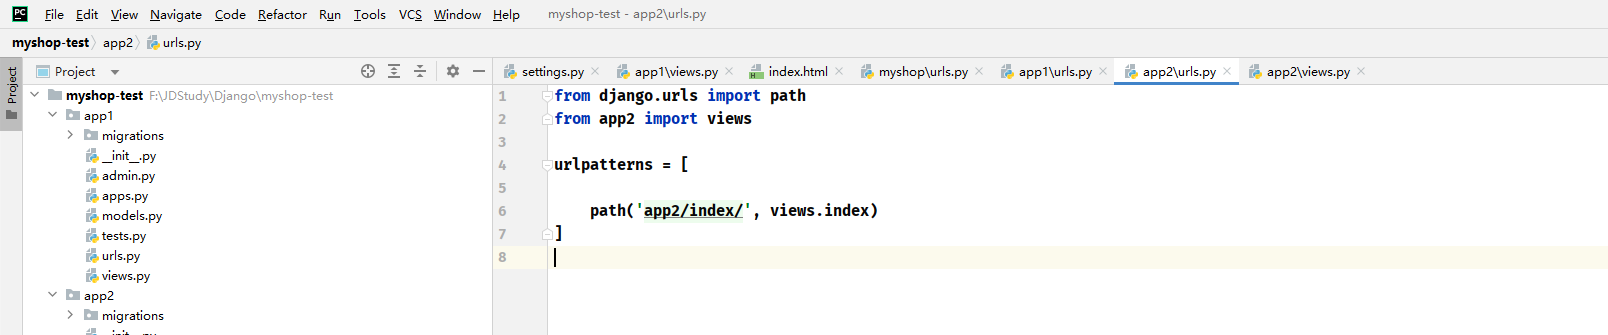 PC File Edit View Navigate Code Refactor Run Tools VCS Window Help myshop-test - app2\urls.py
myshop-test app2 urls.py
Project
Project
settings.py app1\views.py index.html myshop\urls.py app1\urls.py app2\urls.py app2\views.py
myshop-test F:\JDStudy\Django\myshop-test
app1
migrations
__init__.py
admin.py
apps.py
models.py
tests.py
urls.py
views.py
app2
migrations
__init__.py
1 from django.urls import path
2 from app2 import views
3
4 urlpatterns = [
5
6 path('app2/index/', views.index)
7 ]
8